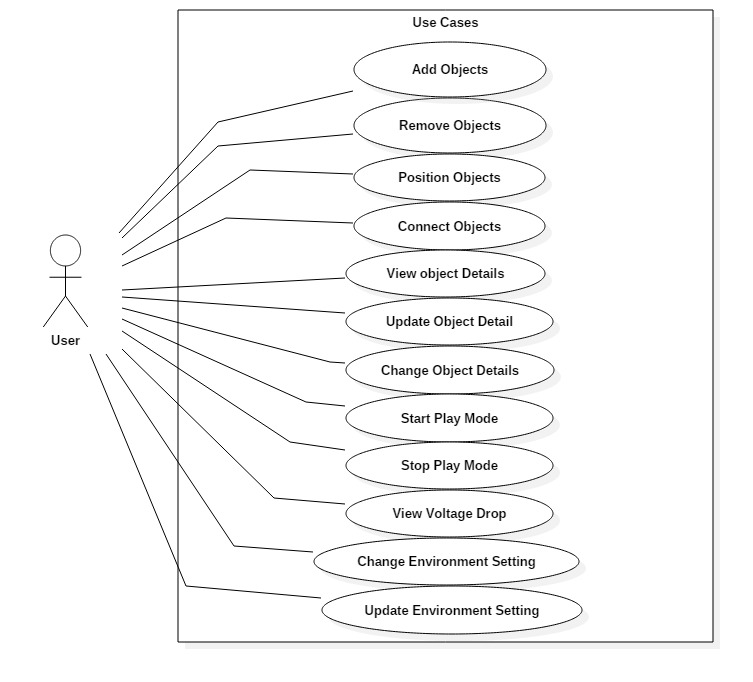 Use Cases
Add Objects
Remove Objects
Position Objects
Connect Objects
View object Details
Update Object Detail
User
Change Object Details
Start Play Mode
Stop Play Mode
View Voltage Drop
Change Environment Setting
Update Environment Setting